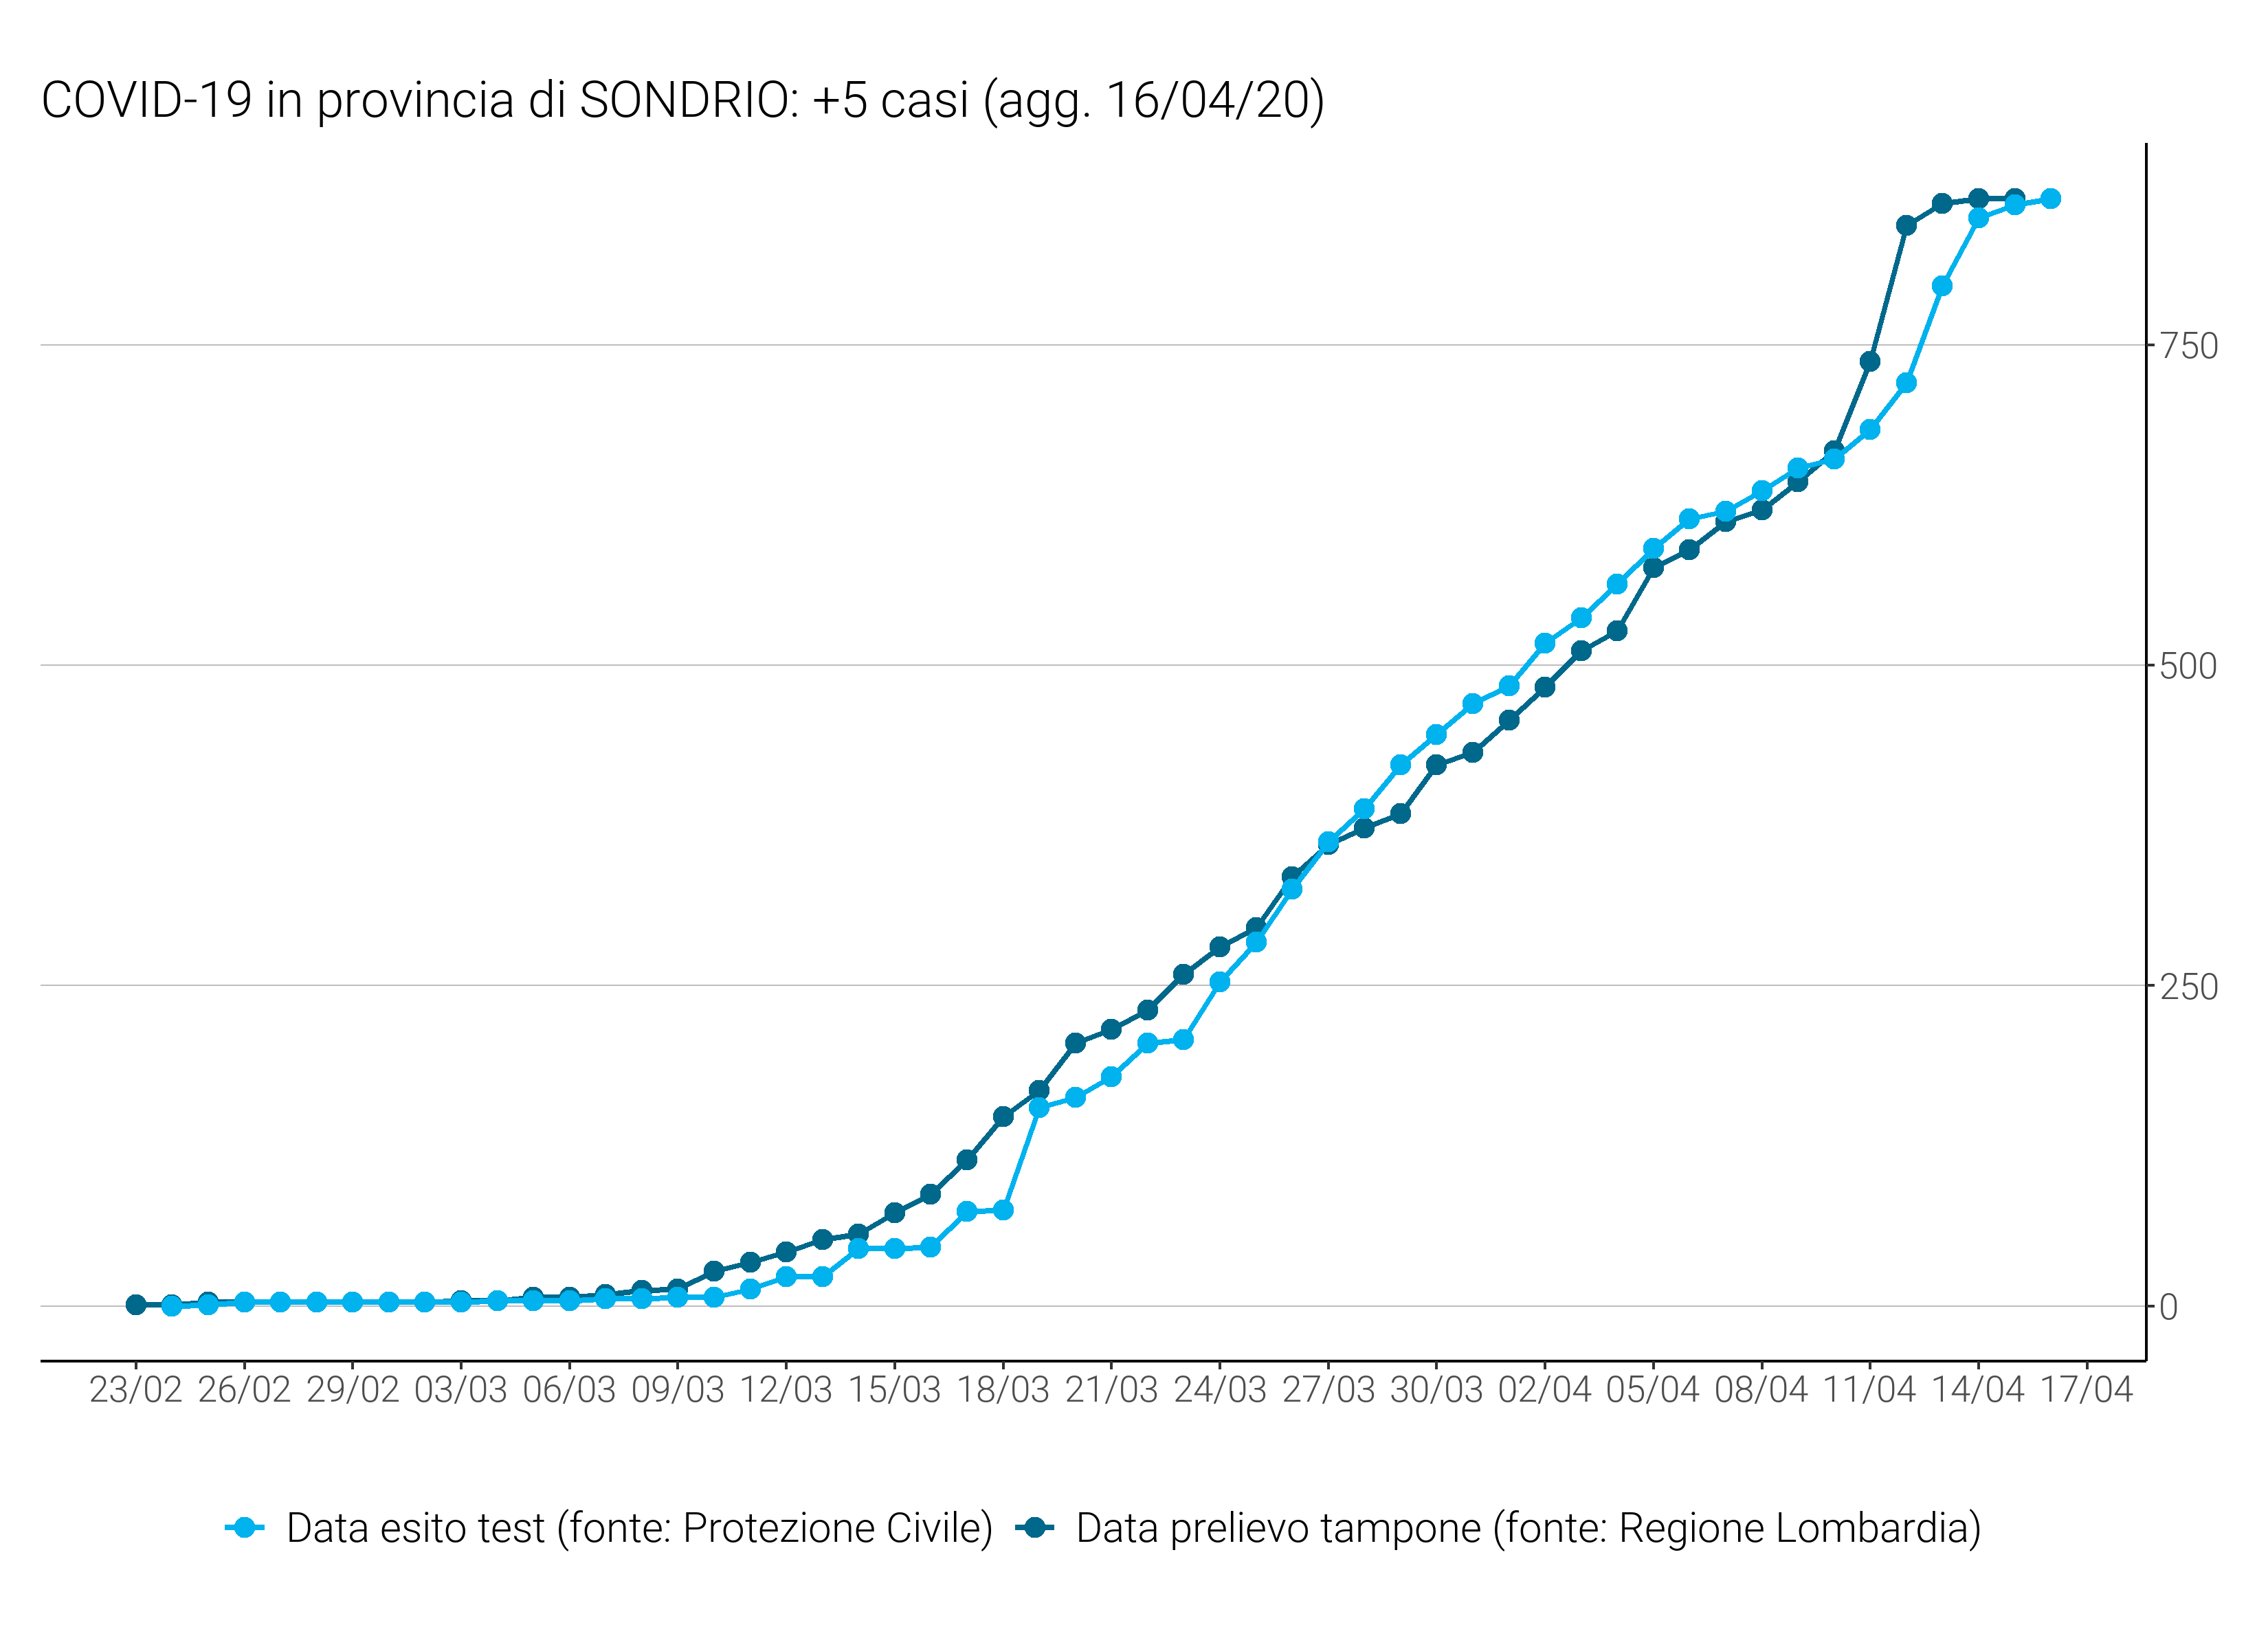 COVID-19 in provincia di SONDRIO: +5 casi (agg. 16/04/20)
750
500
250
0
23/02 26/02 29/02 03/03 06/03 09/03 12/03 15/03 18/03 21/03 24/03 27/03 30/03 02/04 05/04 08/04 11/04 14/04 17/04
Data esito test (fonte: Protezione Civile) Data prelievo tampone (fonte: Regione Lombardia)